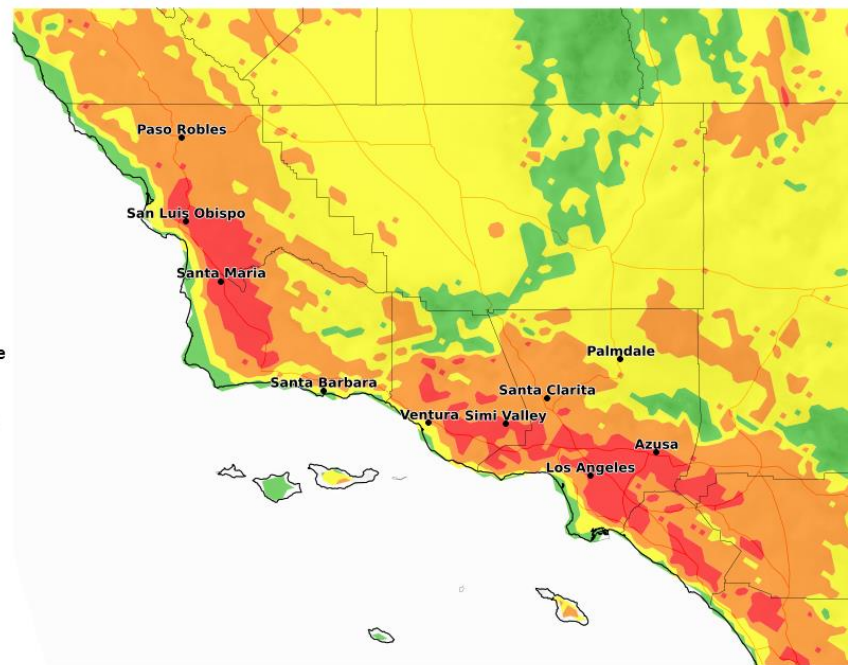 Paso Robles
San Luis Obispo
Santa Maria
e
Palmdale
Santa Barbara
Santa Clarita
Ventura
Simi Valley
Azusa
Los Angeles